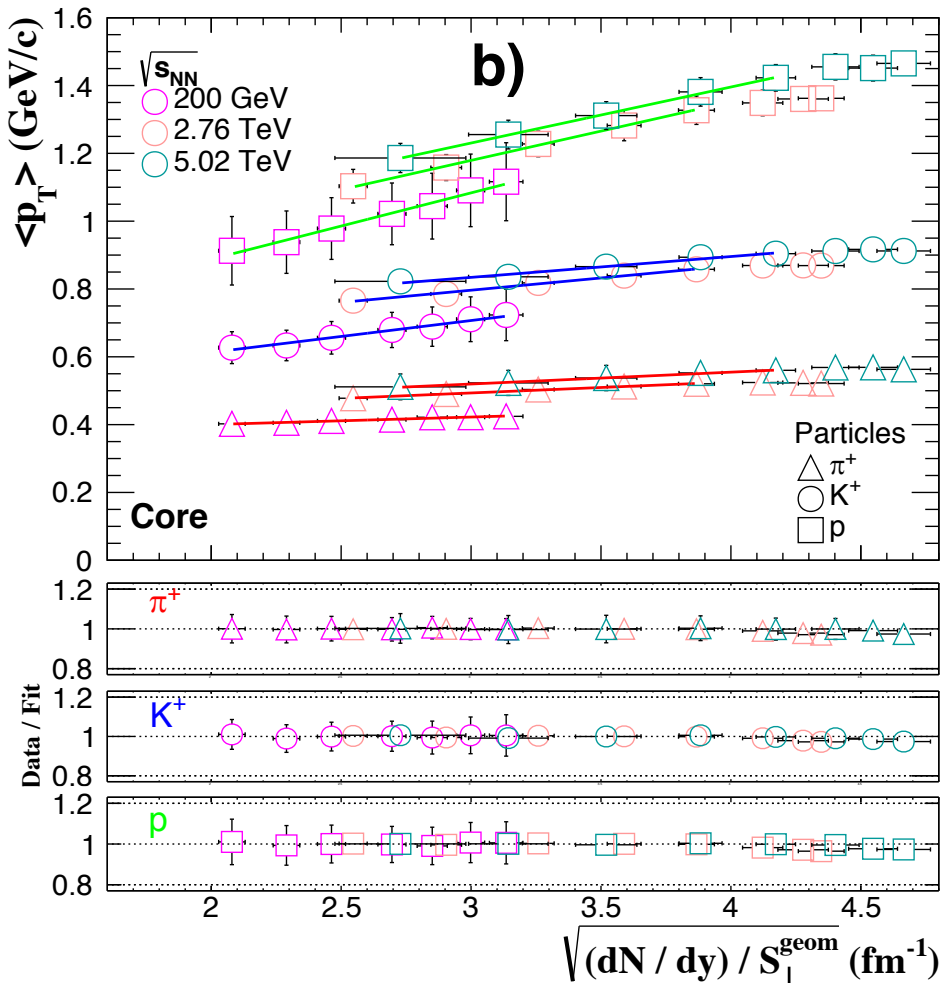 b)
√s_NN
200 GeV
2.76 TeV
5.02 TeV
<p_T> (GeV/c)
1.6
1.4
1.2
1
0.8
0.6
0.4
0.2
0
Core
Particles
π⁺
K⁺
p
Data / Fit
π⁺
1.2
1
0.8
K⁺
1.2
1
0.8
p
1.2
1
0.8
2 2.5 3 3.5 4 4.5
√(dN / dy) / S_⊥^geom (fm⁻¹)